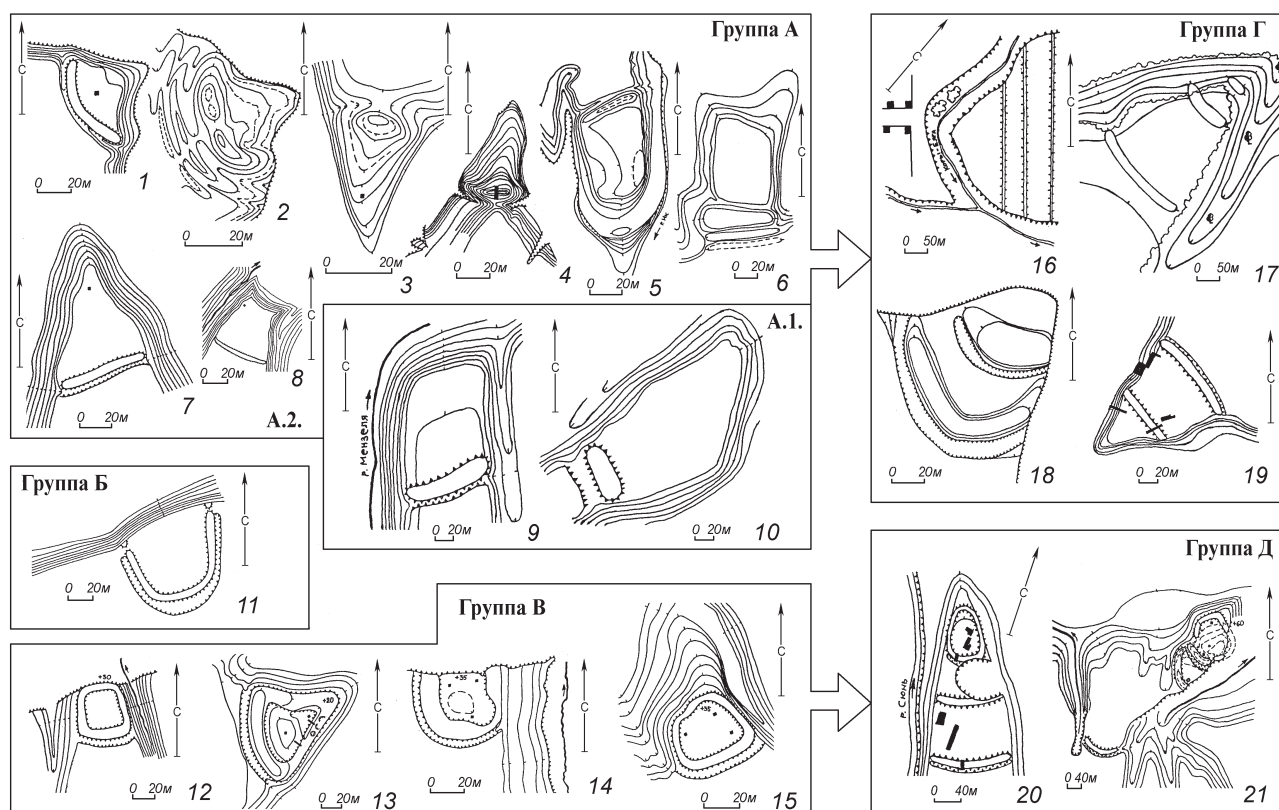 Группа А
С
С
С
С
С
С
0 20м
1
0 20м
2
0 20м
3
0 20м
4
0 20м
5
0 20м
6
С
0 20м
7
С
0 20м
8
А.2.
А.1.
С
р. Мензеля
0 20м
9
С
0 20м
10
Группа Б
С
0 20м
11
Группа В
+30
С
0 20м
12
+20
С
0 20м
13
+35
С
0 20м
14
+35
С
0 20м
15
Группа Г
С
0 50м
16
С
0 50м
17
С
0 20м
18
С
0 20м
19
Группа Д
С
р. Сюнь
0 40м
20
+60
С
0 40м
21